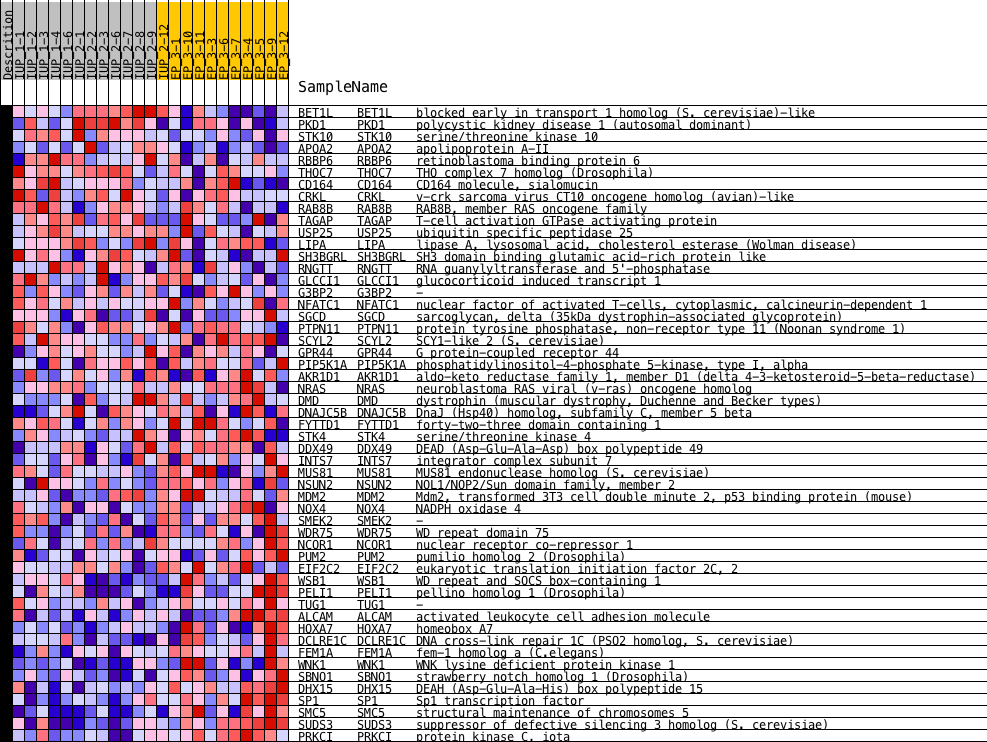 Descrition
IUP_1-1
IUP_1-2
IUP_1-3
IUP_1-4
IUP_1-6
IUP_2-1
IUP_2-2
IUP_2-3
IUP_2-6
IUP_2-7
IUP_2-8
IUP_2-9
IUP_2-12
EP_3-1
EP_3-10
EP_3-11
EP_3-3
EP_3-6
EP_3-7
EP_3-4
EP_3-5
EP_3-9
EP_3-12
SampleName
BET1L BET1L blocked early in transport 1 homolog (S. cerevisiae)-like
PKD1 PKD1 polycystic kidney disease 1 (autosomal dominant)
STK10 STK10 serine/threonine kinase 10
APOA2 APOA2 apolipoprotein A-II
RBBP6 RBBP6 retinoblastoma binding protein 6
THOC7 THOC7 THO complex 7 homolog (Drosophila)
CD164 CD164 CD164 molecule, sialomucin
CRKL CRKL v-crk sarcoma virus CT10 oncogene homolog (avian)-like
RAB8B RAB8B RAB8B, member RAS oncogene family
TAGAP TAGAP T-cell activation GTPase activating protein
USP25 USP25 ubiquitin specific peptidase 25
LIPA LIPA lipase A, lysosomal acid, cholesterol esterase (Wolman disease)
SH3BGRL SH3BGRL SH3 domain binding glutamic acid-rich protein like
RNGTT RNGTT RNA guanylyltransferase and 5'-phosphatase
GLCCI1 GLCCI1 glucocorticoid induced transcript 1
G3BP2 G3BP2 -
NFATC1 NFATC1 nuclear factor of activated T-cells, cytoplasmic, calcineurin-dependent 1
SGCD SGCD sarcoglycan, delta (35kDa dystrophin-associated glycoprotein)
PTPN11 PTPN11 protein tyrosine phosphatase, non-receptor type 11 (Noonan syndrome 1)
SCYL2 SCYL2 SCY1-like 2 (S. cerevisiae)
GPR44 GPR44 G protein-coupled receptor 44
PIP5K1A PIP5K1A phosphatidylinositol-4-phosphate 5-kinase, type I, alpha
AKR1D1 AKR1D1 aldo-keto reductase family 1, member D1 (delta 4-3-ketosteroid-5-beta-reductase)
NRAS NRAS neuroblastoma RAS viral (v-ras) oncogene homolog
DMD DMD dystrophin (muscular dystrophy, Duchenne and Becker types)
DNAJC5B DNAJC5B DnaJ (Hsp40) homolog, subfamily C, member 5 beta
FYTTD1 FYTTD1 forty-two-three domain containing 1
STK4 STK4 serine/threonine kinase 4
DDX49 DDX49 DEAD (Asp-Glu-Ala-Asp) box polypeptide 49
INTS7 INTS7 integrator complex subunit 7
MUS81 MUS81 MUS81 endonuclease homolog (S. cerevisiae)
NSUN2 NSUN2 NOL1/NOP2/Sun domain family, member 2
MDM2 MDM2 Mdm2, transformed 3T3 cell double minute 2, p53 binding protein (mouse)
NOX4 NOX4 NADPH oxidase 4
SMEK2 SMEK2 -
WDR75 WDR75 WD repeat domain 75
NCOR1 NCOR1 nuclear receptor co-repressor 1
PUM2 PUM2 pumilio homolog 2 (Drosophila)
EIF2C2 EIF2C2 eukaryotic translation initiation factor 2C, 2
WSB1 WSB1 WD repeat and SOCS box-containing 1
PELI1 PELI1 pellino homolog 1 (Drosophila)
TUG1 TUG1 -
ALCAM ALCAM activated leukocyte cell adhesion molecule
HOXA7 HOXA7 homeobox A7
DCLRE1C DCLRE1C DNA cross-link repair 1C (PSO2 homolog, S. cerevisiae)
FEM1A FEM1A fem-1 homolog a (C.elegans)
WNK1 WNK1 WNK lysine deficient protein kinase 1
SBNO1 SBNO1 strawberry notch homolog 1 (Drosophila)
DHX15 DHX15 DEAH (Asp-Glu-Ala-His) box polypeptide 15
SP1 SP1 Sp1 transcription factor
SMC5 SMC5 structural maintenance of chromosomes 5
SUDS3 SUDS3 suppressor of defective silencing 3 homolog (S. cerevisiae)
PRKCI PRKCI protein kinase C, iota